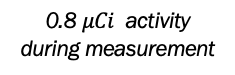 0.8 μCi activity
during measurement